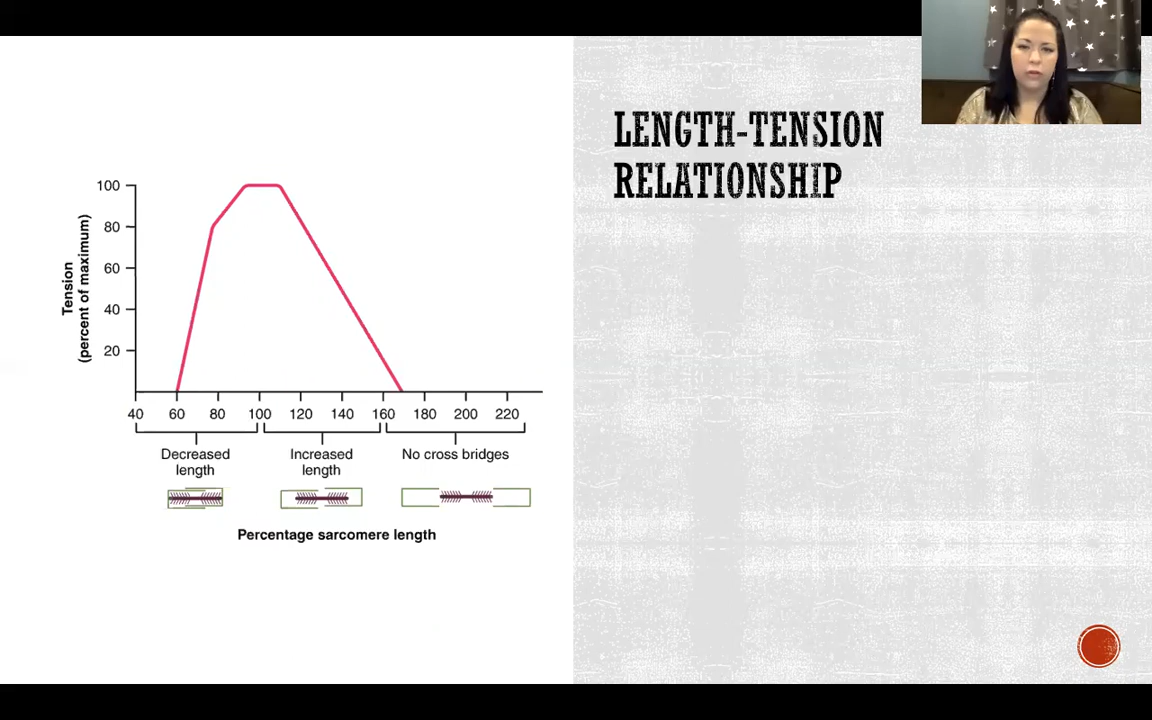 LENGTH-TENSION
RELATIONSHIP
Tension
(percent of maximum)
100
80
60
40
20
40 60 80 100 120 140 160 180 200 220
Decreased
length
Increased
length
No cross bridges
Percentage sarcomere length